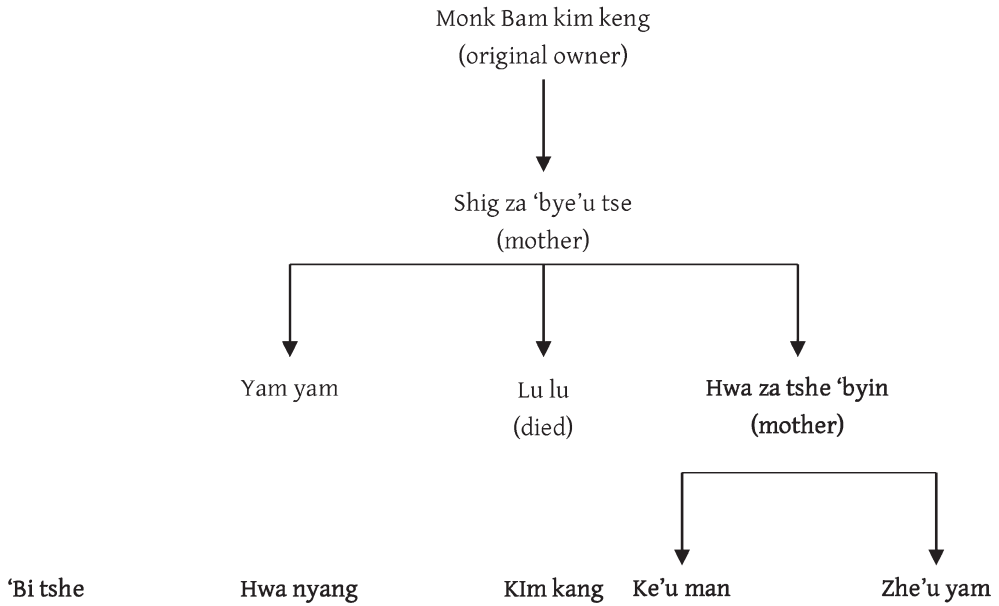 Monk Bam kim keng
(original owner)
Shig za ‘bye’u tse
(mother)
Yam yam
Lu lu
(died)
Hwa za tshe ‘byin
(mother)
‘Bi tshe
Hwa nyang
KIm kang
Ke’u man
Zhe’u yam